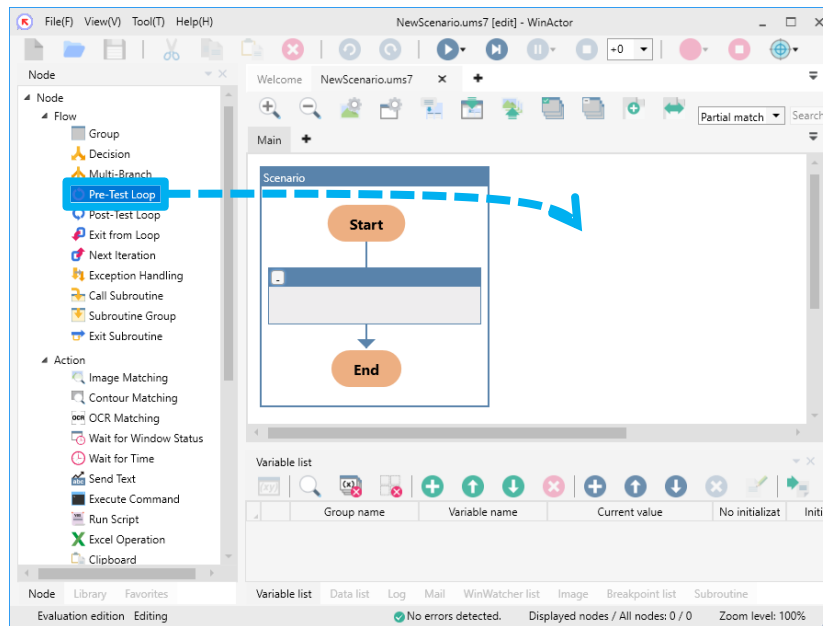 File(F) View(V) Tool(T) Help(H) NewScenario.ums7 [edit] - WinActor
+0
Node
Welcome NewScenario.ums7
Node
Flow
Group
Decision
Multi-Branch
Pre-Test Loop
Post-Test Loop
Exit from Loop
Next Iteration
Exception Handling
Call Subroutine
Subroutine Group
Exit Subroutine
Action
Image Matching
Contour Matching
OCR OCR Matching
Wait for Window Status
Wait for Time
Send Text
Execute Command
Run Script
Excel Operation
Clipboard
Node Library Favorites
Partial match Search
Main
Scenario
Start
-
End
Variable list
Group name Variable name Current value No initializat Initi
Variable list Data list Log Mail WinWatcher list Image Breakpoint list Subroutine
Evaluation edition Editing No errors detected. Displayed nodes / All nodes: 0 / 0 Zoom level: 100%